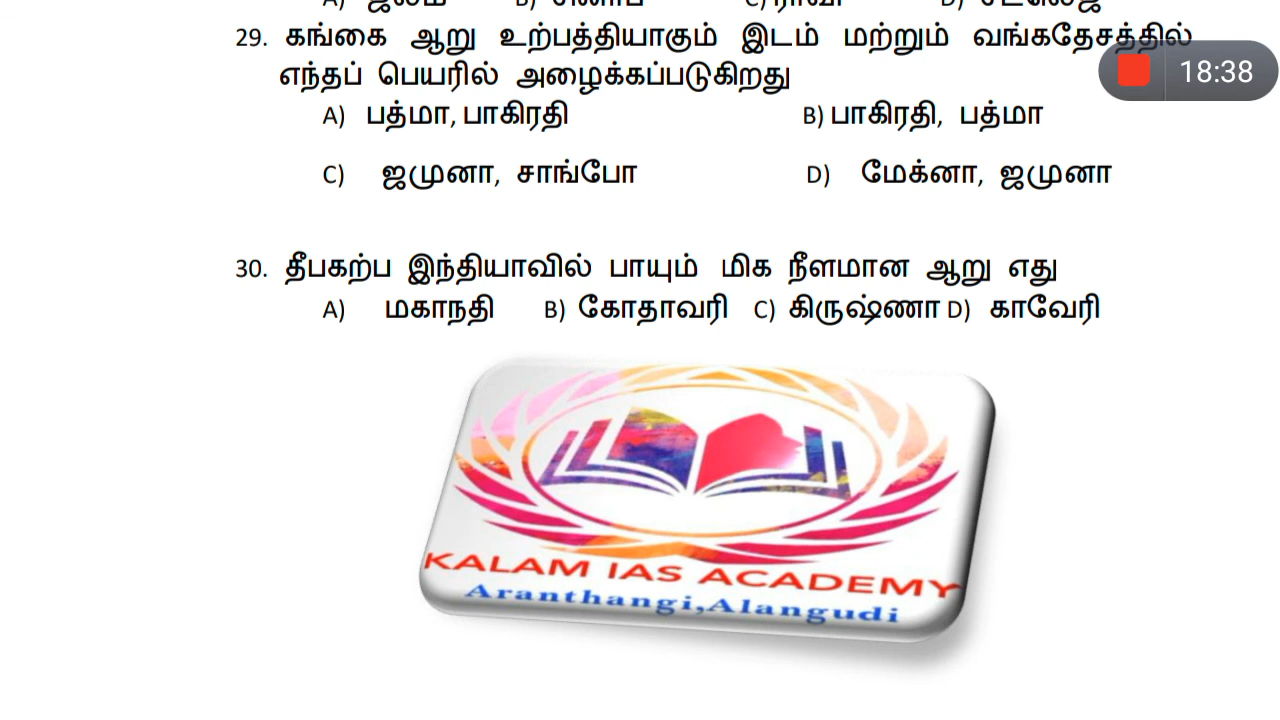 29. கங்கை ஆறு உற்பத்தியாகும் இடம் மற்றும் வங்கதேசத்தில்
எந்தப் பெயரில் அழைக்கப்படுகிறது
18:38
A) பத்மா, பாகிரதி B) பாகிரதி, பத்மா
C) ஜமுனா, சாங்போ D) மேக்னா, ஜமுனா
30. தீபகற்ப இந்தியாவில் பாயும் மிக நீளமான ஆறு எது
A) மகாநதி B) கோதாவரி C) கிருஷ்ணா D) காவேரி
KALAM IAS ACADEMY
Aranthangi,Alangudi